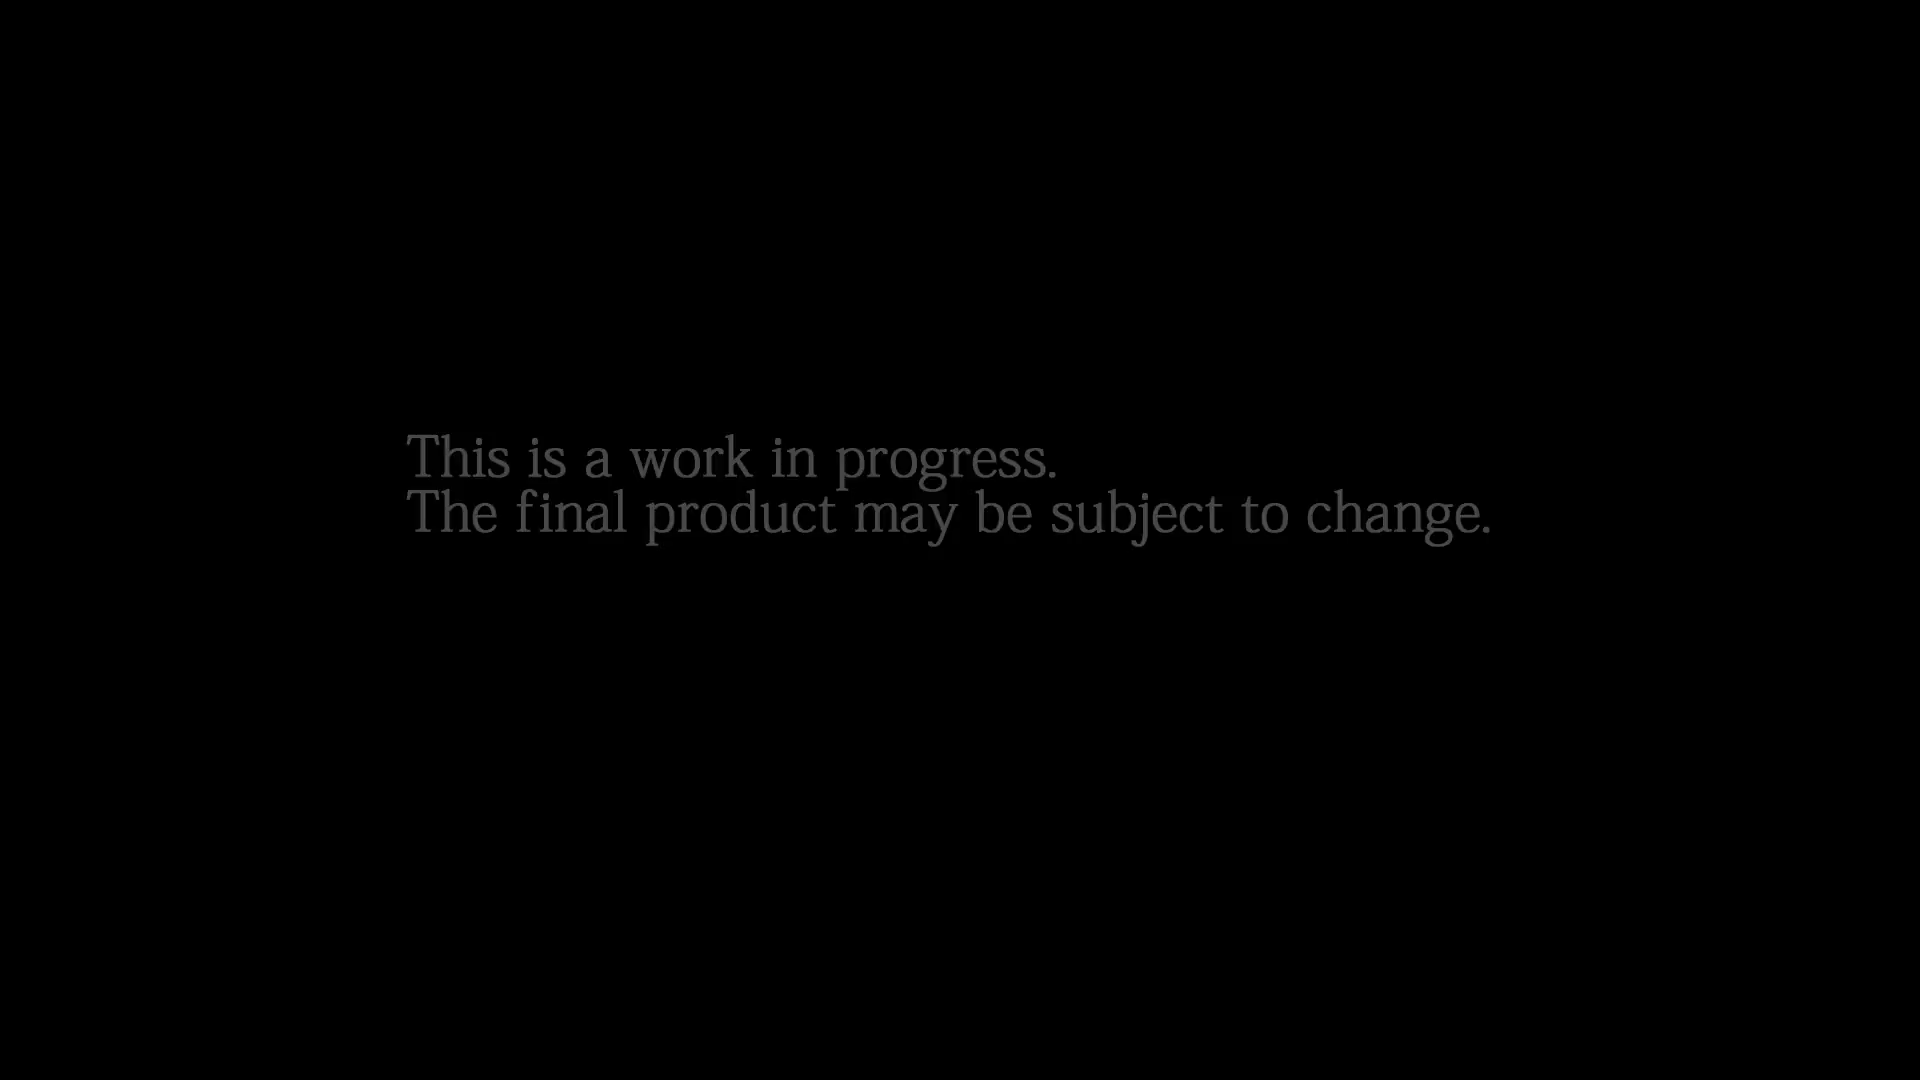 This is a work in progress.
The final product may be subject to change.